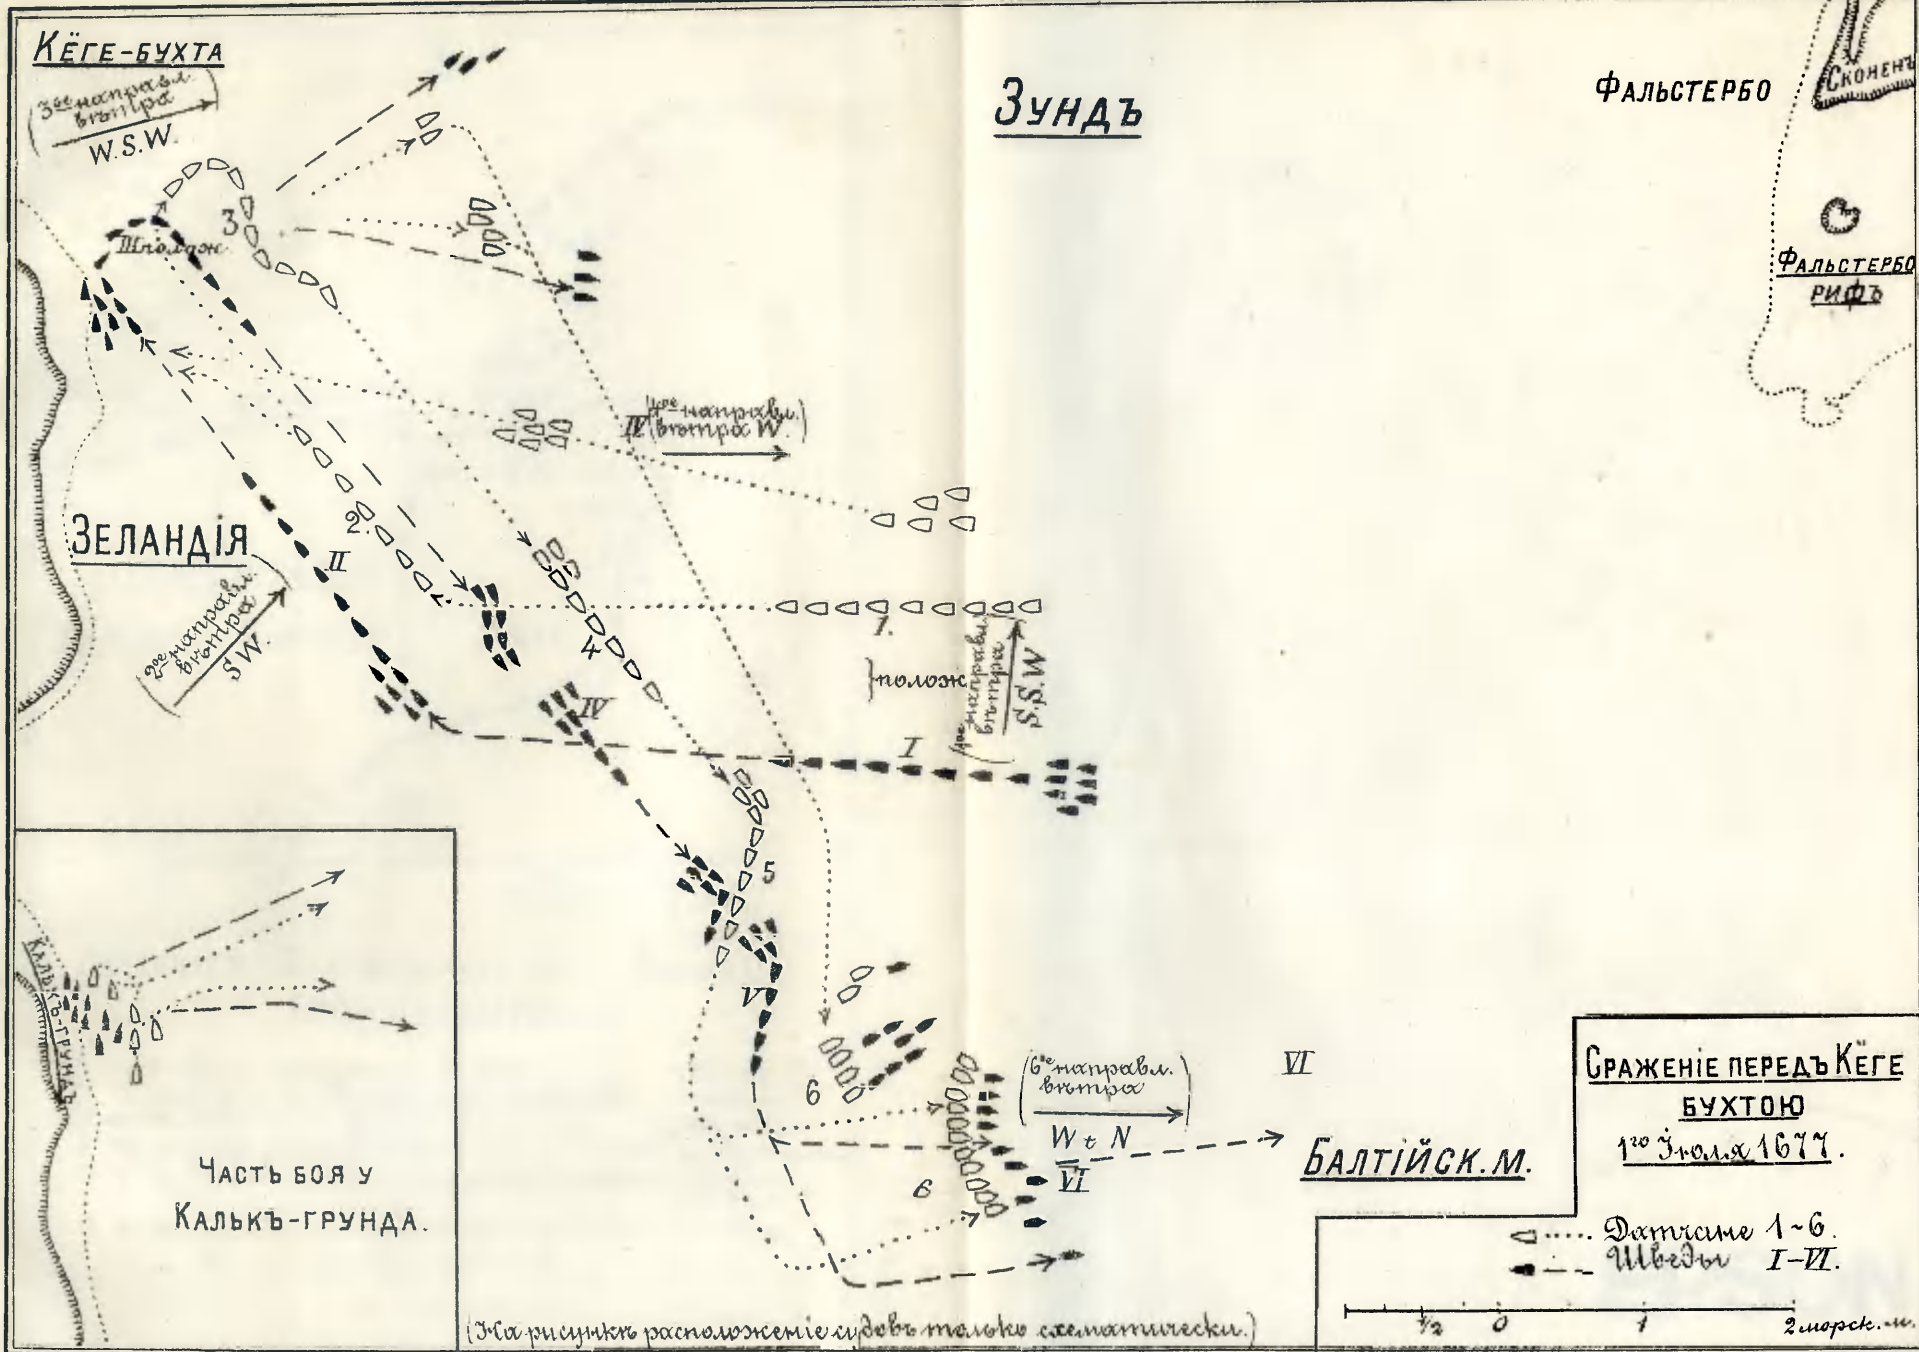 КЁГЕ-БУХТА
(3ье направл.
вѣтра)
W.S.W.
ЗУНДЪ
ФАЛЬСТЕРБО
СКОНЕНЪ
ФАЛЬСТЕРБО
РИФЪ
III полож.
3
IV
(4ое направл.
вѣтра W.)
2.
ЗЕЛАНДІЯ
II
(2ое направл.
вѣтра)
SW.
1.
}полож
(1ое направл.
вѣтра)
S.S.W
4
IV
I
5
V
КАЛЬКЪ-ГРУНДЪ
ЧАСТЬ БОЯ У
КАЛЬКЪ-ГРУНДА.
6
(6ое направл.
вѣтра)
W t N
VI
VI
6
БАЛТІЙСК. М.
СРАЖЕНІЕ ПЕРЕДЪ КЁГЕ
БУХТОЮ
1го Іюля 1677.
Датчане 1-6.
Шведы I-VI.
1/2 0 1 2 морск. м.
(На рисункѣ расположеніе судовъ только схематически.)